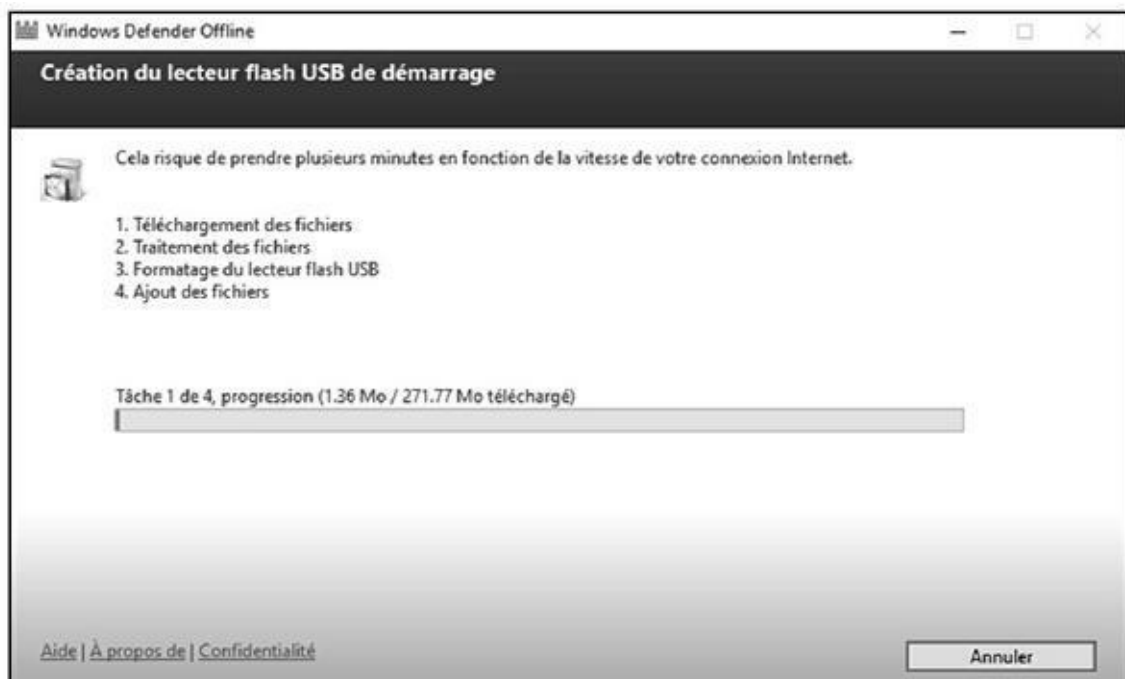 Windows Defender Offline
Création du lecteur flash USB de démarrage
Cela risque de prendre plusieurs minutes en fonction de la vitesse de votre connexion Internet.
1. Téléchargement des fichiers
2. Traitement des fichiers
3. Formatage du lecteur flash USB
4. Ajout des fichiers
Tâche 1 de 4, progression (1.36 Mo / 271.77 Mo téléchargé)
Aide | À propos de | Confidentialité
Annuler